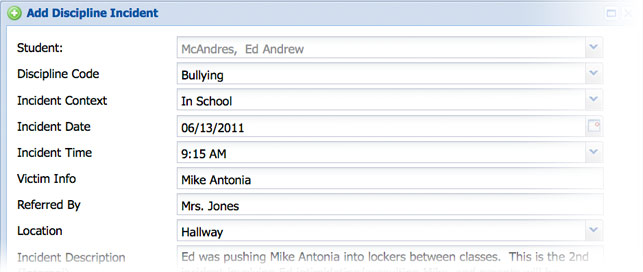 Add Discipline Incident
Student: McAndres, Ed Andrew
Discipline Code Bullying
Incident Context In School
Incident Date 06/13/2011
Incident Time 9:15 AM
Victim Info Mike Antonia
Referred By Mrs. Jones
Location Hallway
Incident Description Ed was pushing Mike Antonia into lockers between classes. This is the 2nd